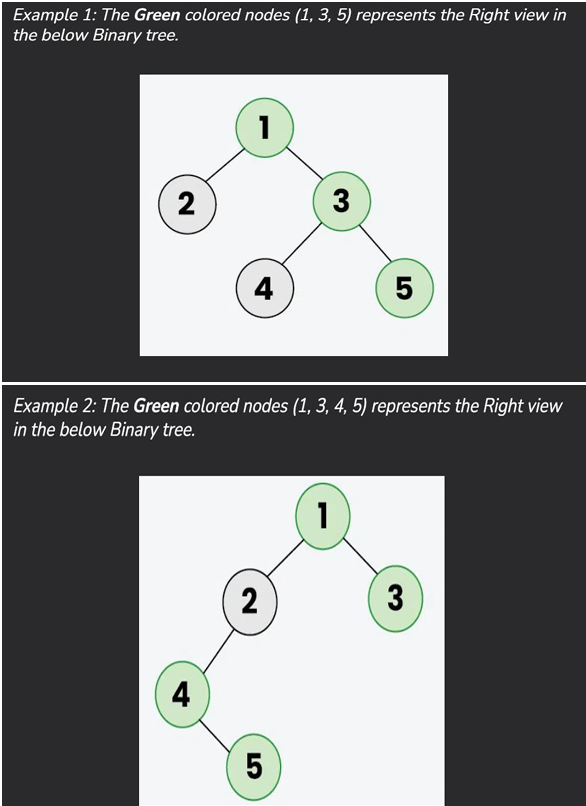 Example 1: The Green colored nodes (1, 3, 5) represents the Right view in
the below Binary tree.
1
2
3
4
5
Example 2: The Green colored nodes (1, 3, 4, 5) represents the Right view
in the below Binary tree.
1
2
3
4
5